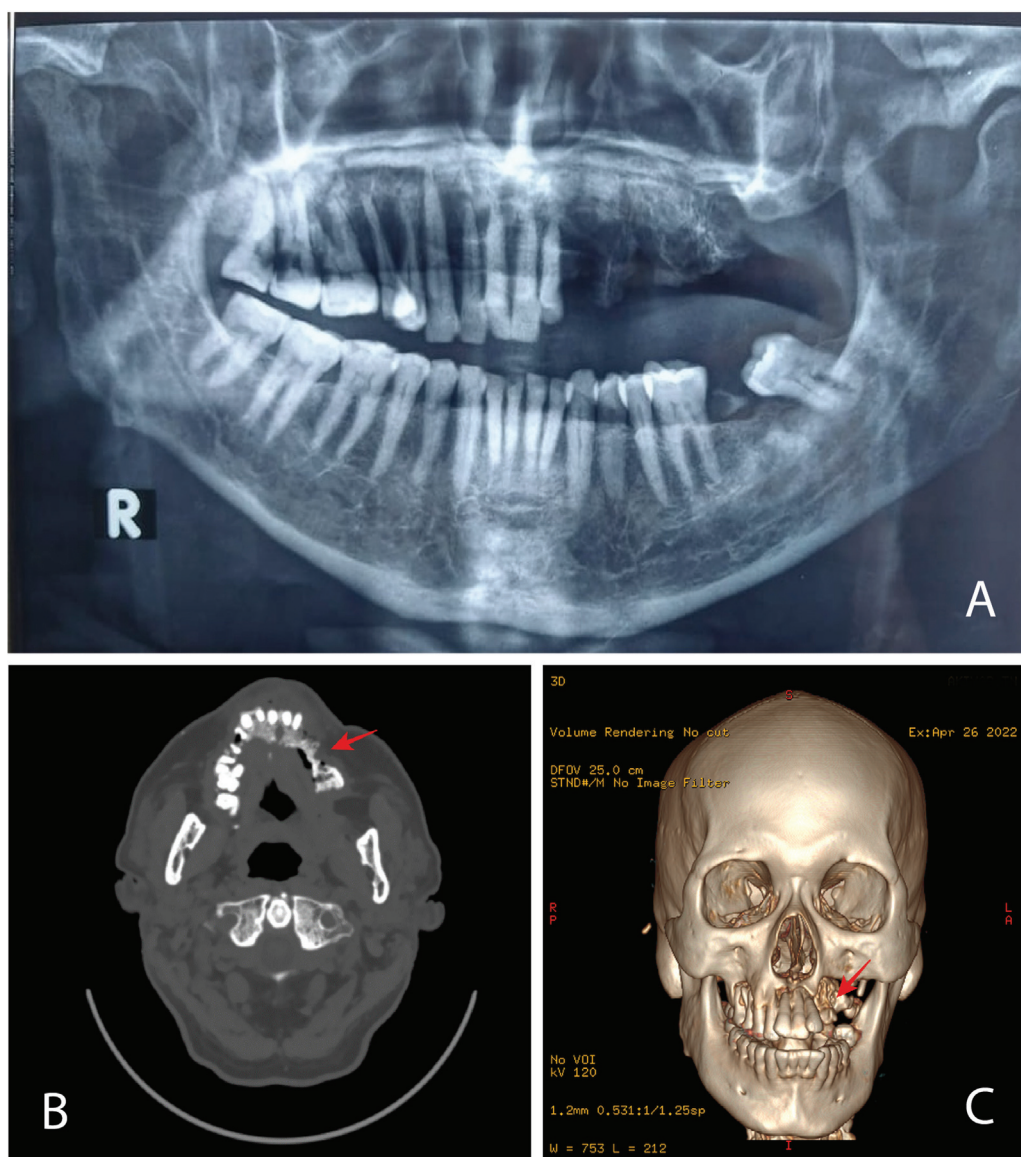 R
A
B
3D
Volume Rendering No cut
Ex:Apr 26 2022
DFOV 25.0 cm
STND#/M No Image Filter
S
R
P
L
A
No VOI
kV 120
1.2mm 0.531:1/1.25sp
W = 753 L = 212
I
C